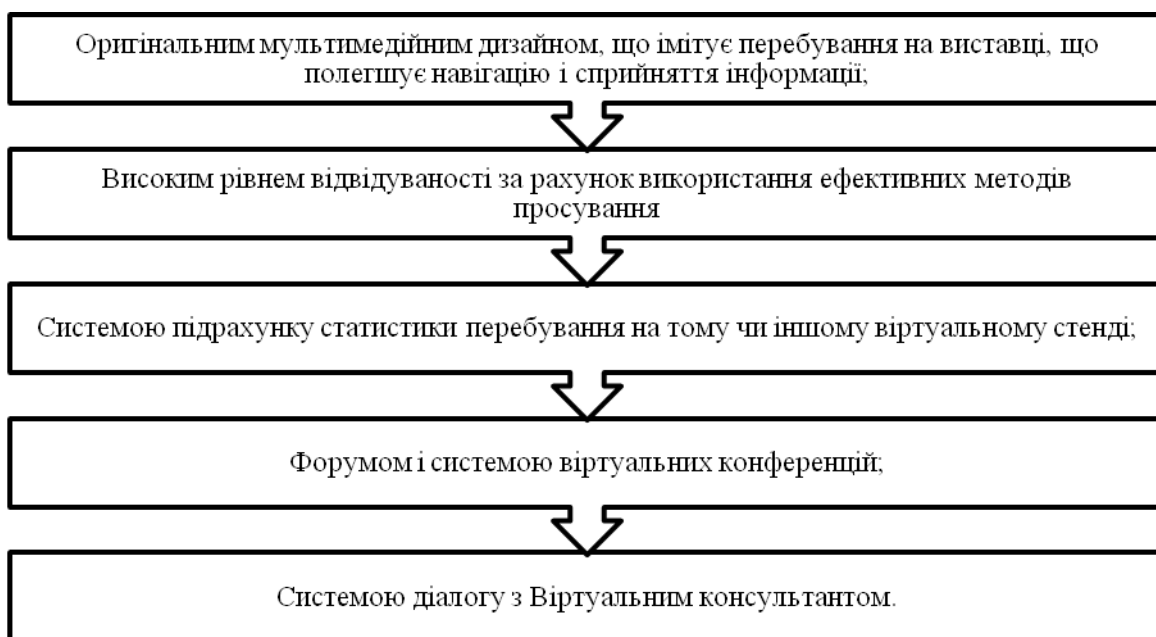 Оригінальним мультимедійним дизайном, що імітує перебування на виставці, що
полегшує навігацію і сприйняття інформації;
Високим рівнем відвідуваності за рахунок використання ефективних методів
просування
Системою підрахунку статистики перебування на тому чи іншому віртуальному стенді;
Форумом і системою віртуальних конференцій;
Системою діалогу з Віртуальним консультантом.